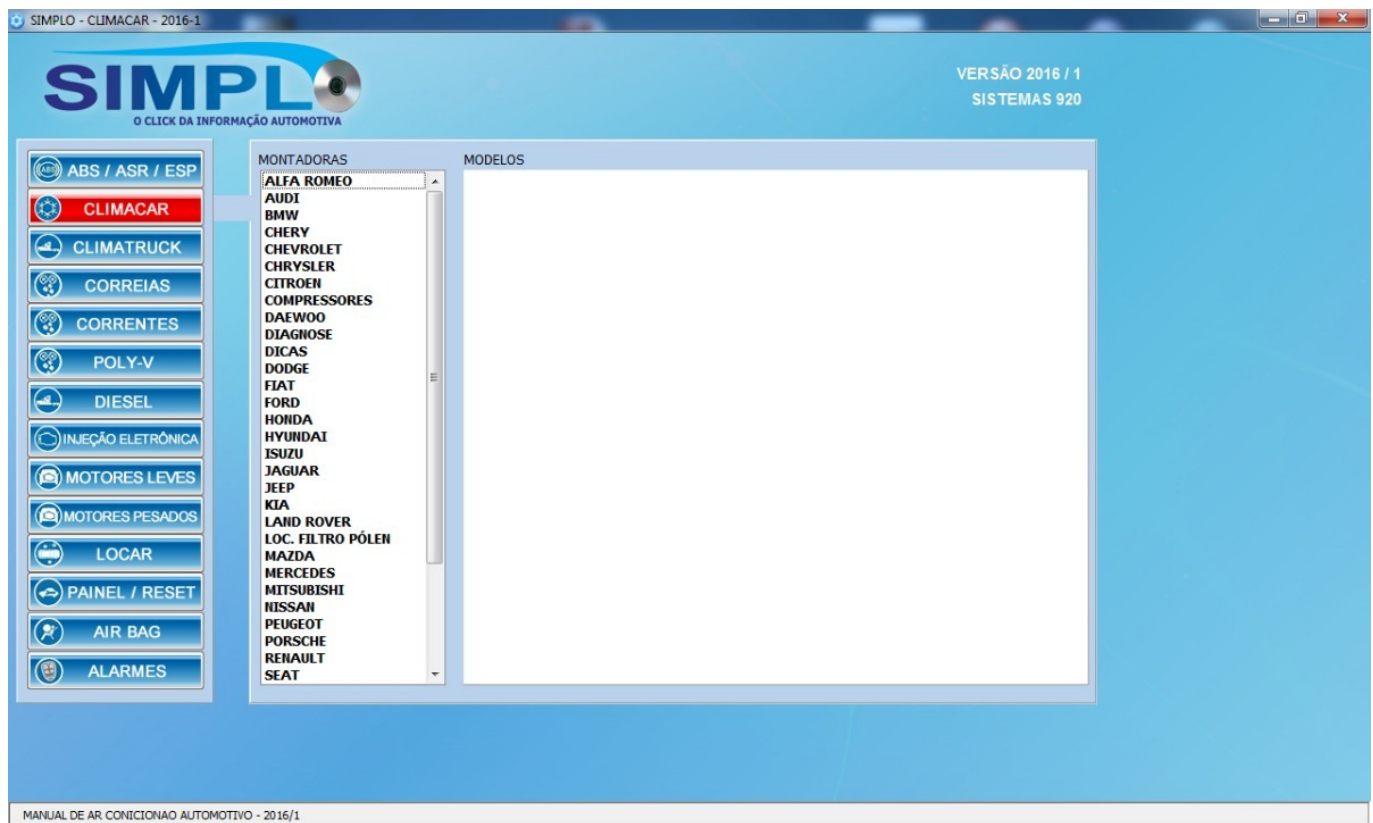 SIMPLO - CLIMACAR - 2016-1
SIMPLO
O CLICK DA INFORMAÇÃO AUTOMOTIVA
VERSÃO 2016 / 1
SISTEMAS 920
ABS
ABS / ASR / ESP
CLIMACAR
CLIMATRUCK
CORREIAS
CORRENTES
POLY-V
DIESEL
INJEÇÃO ELETRÔNICA
MOTORES LEVES
MOTORES PESADOS
LOCAR
PAINEL / RESET
AIR BAG
ALARMES
MONTADORAS
ALFA ROMEO
AUDI
BMW
CHERY
CHEVROLET
CHRYSLER
CITROEN
COMPRESSORES
DAEWOO
DIAGNOSE
DICAS
DODGE
FIAT
FORD
HONDA
HYUNDAI
ISUZU
JAGUAR
JEEP
KIA
LAND ROVER
LOC. FILTRO PÓLEN
MAZDA
MERCEDES
MITSUBISHI
NISSAN
PEUGEOT
PORSCHE
RENAULT
SEAT
MODELOS
MANUAL DE AR CONICIONAO AUTOMOTIVO - 2016/1